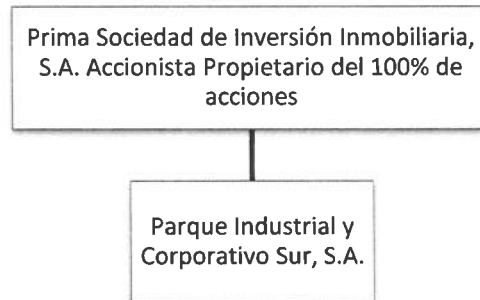 Prima Sociedad de Inversión Inmobiliaria,
S.A. Accionista Propietario del 100% de
acciones
Parque Industrial y
Corporativo Sur, S.A.